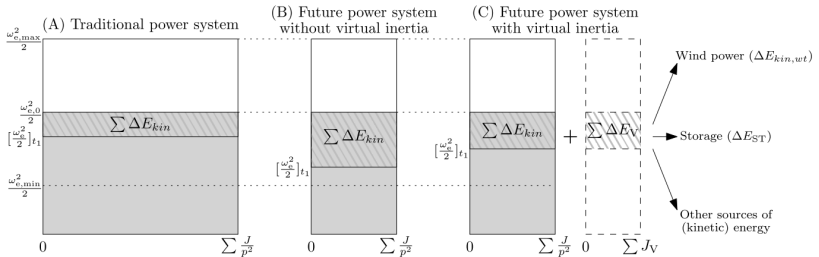 (A) Traditional power system
(B) Future power system
without virtual inertia
(C) Future power system
with virtual inertia
ω²e,max/2
ω²e,0/2
[ω²e/2]t1
ω²e,min/2
∑ ΔEkin
0
∑ J/p²
[ω²e/2]t1
∑ ΔEkin
0
∑ J/p²
[ω²e/2]t1
∑ ΔEkin
0
∑ J/p²
+
∑ ΔEV
0
∑ JV
Wind power (ΔEkin,wt)
Storage (ΔEST)
Other sources of
(kinetic) energy